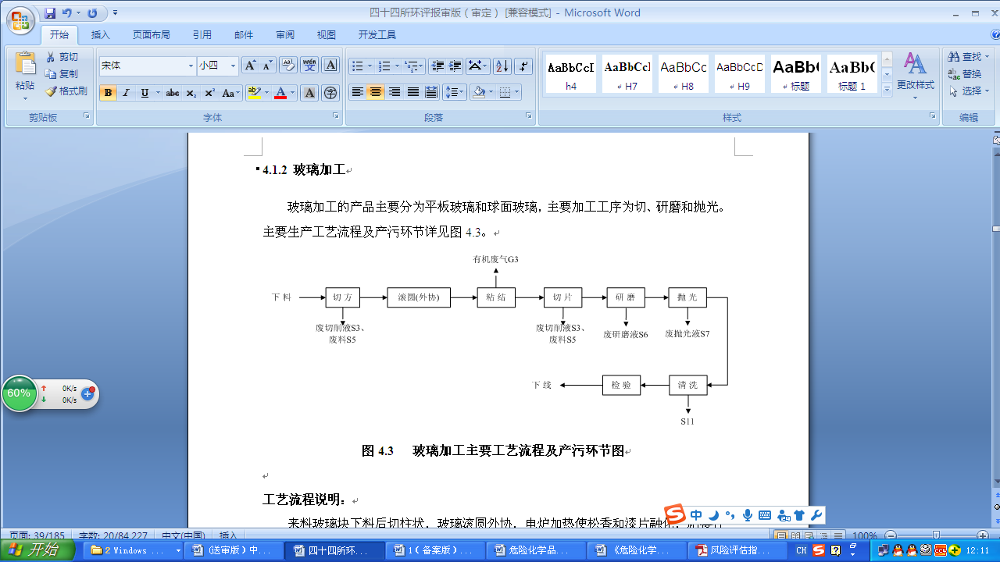 四十四所环评报审版（审定） [兼容模式] - Microsoft Word
开始 插入 页面布局 引用 邮件 审阅 视图 开发工具
粘贴 剪切 复制 格式刷
宋体 小四
AaBbCcI AaBbCcI AaBbCc AaBbCcD AaBb( AaBb(
h4 H7 H8 H9 标题 标题 1
更改样式
查找 替换 选择
剪贴板 字体 段落 样式 编辑
4.1.2 玻璃加工
玻璃加工的产品主要分为平板玻璃和球面玻璃，主要加工工序为切、研磨和抛光。
主要生产工艺流程及产污环节详见图 4.3。
有机废气G3
下 料 切 方 滚圆(外协) 粘 结 切 片 研 磨 抛 光
废切削液S3、
废料S5
废切削液S3、
废料S5
废研磨液S6
废抛光液S7
下 线 检 验 清 洗
S11
图 4.3 玻璃加工主要工艺流程及产污环节图
工艺流程说明：
来料玻璃块下料后切柱状，玻璃滚圆外协，电炉加热使松香和漆片融化
60%
0K/s
0K/s
中
页面: 39/185 字数: 20/84,227 中文(中国) 插入 100%
开始 2 Windows ... (送审版) 中... 四十四所环... 1 (备案版) ... 危险化学品... 《危险化学... 风险评估指... CH 12:11